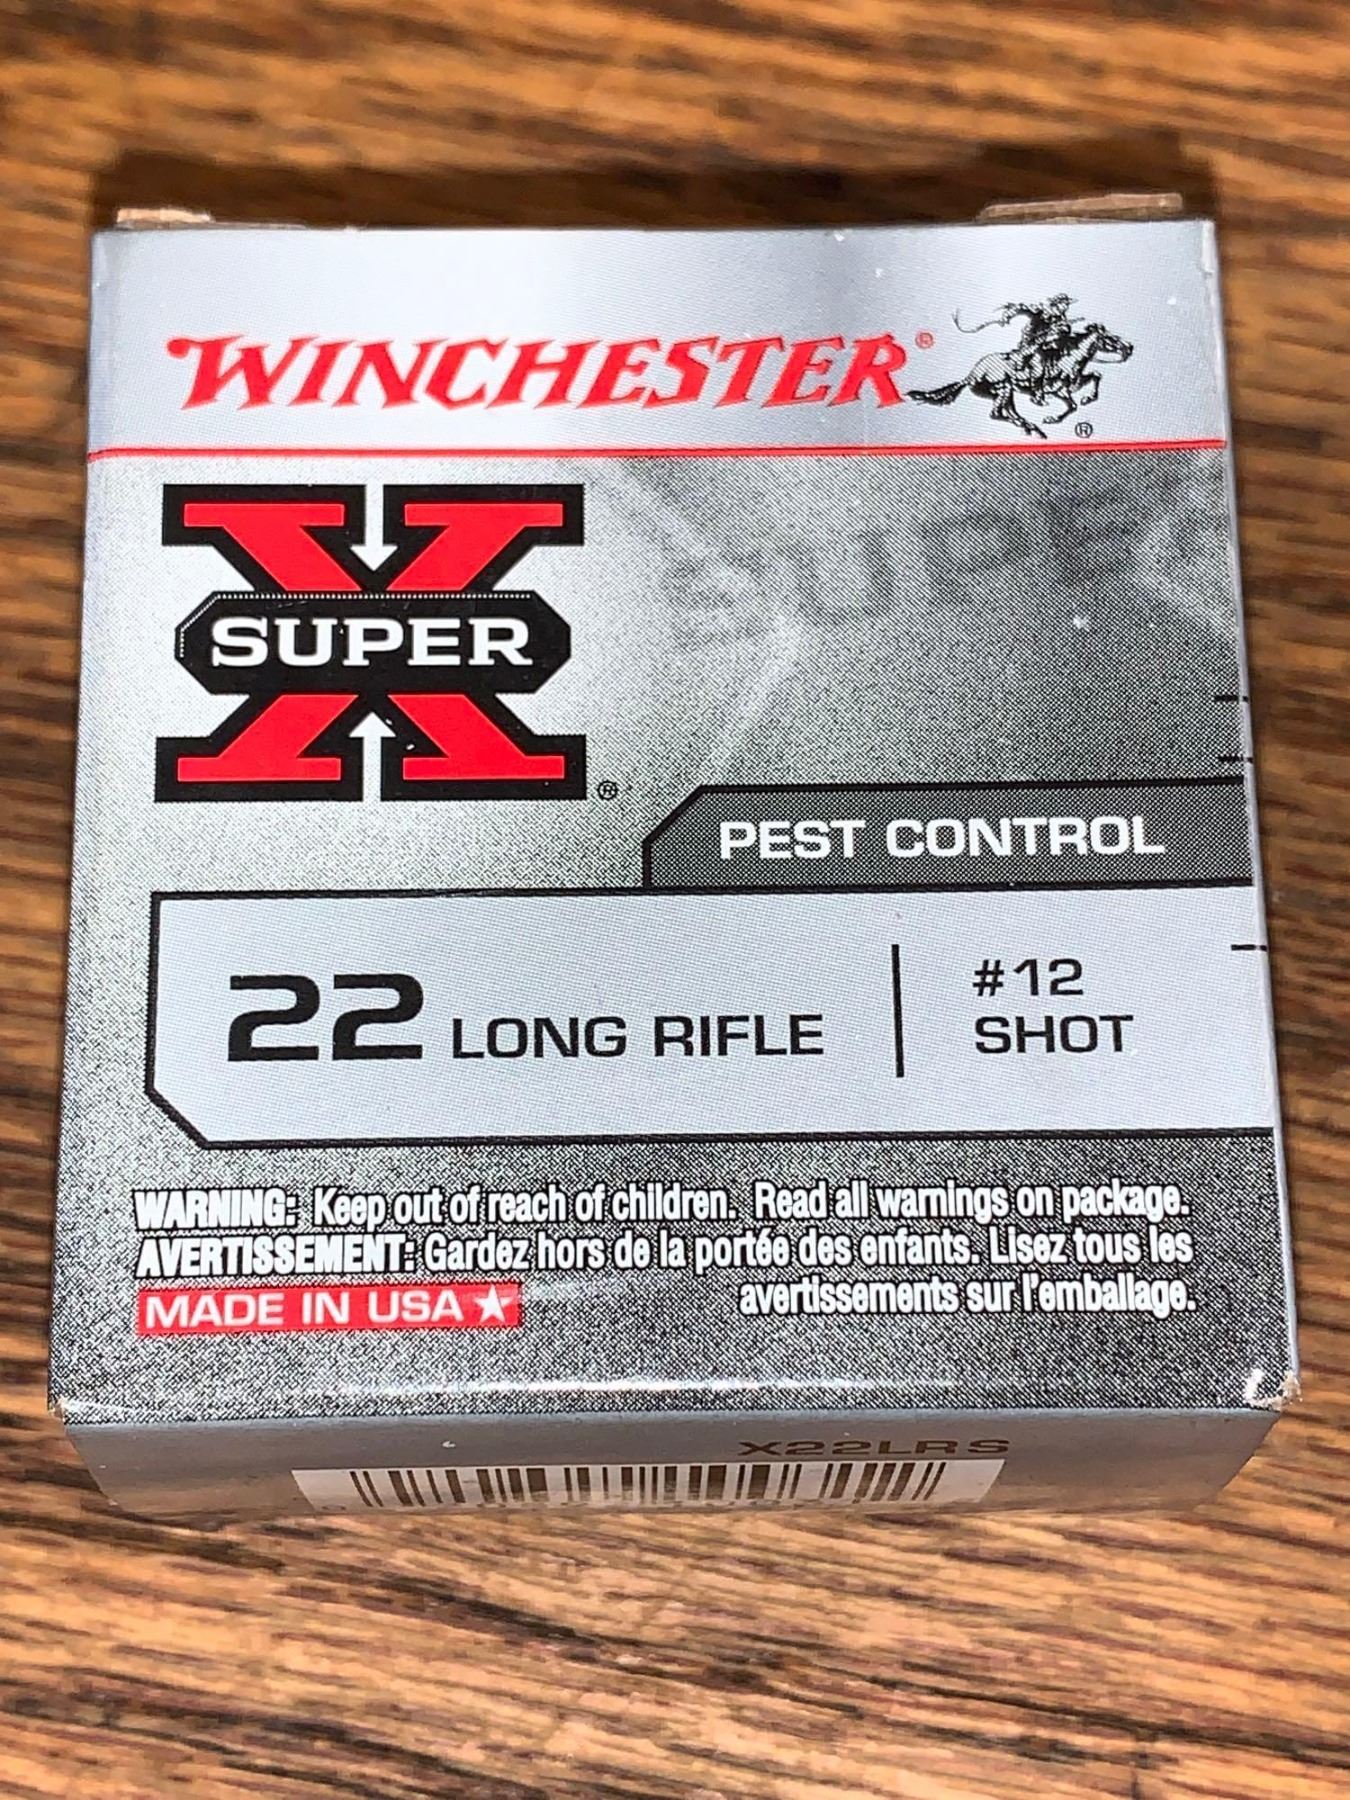 WINCHESTER®
®
SUPE
X
SUPER
®
PEST CONTROL
22 LONG RIFLE
#12
SHOT
WARNING: Keep out of reach of children. Read all warnings on package.
AVERTISSEMENT: Gardez hors de la portée des enfants. Lisez tous les
avertissements sur l'emballage.
MADE IN USA ★
X22LRS